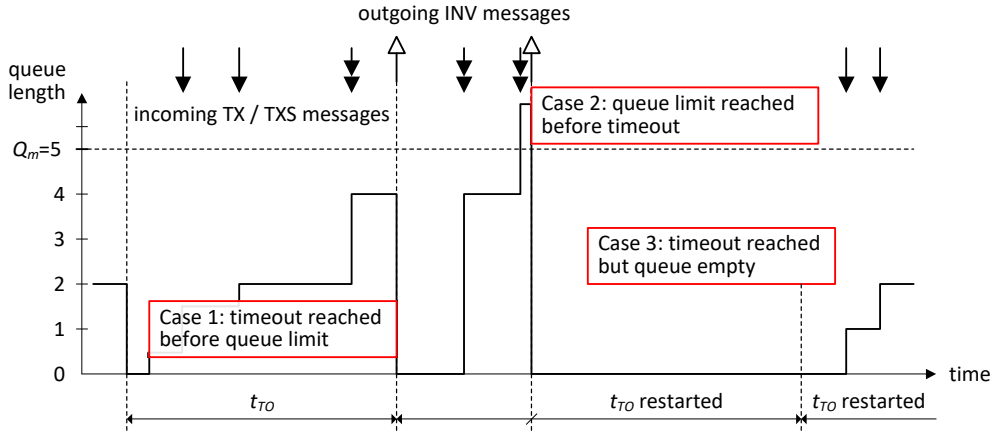 outgoing INV messages
queue
length
incoming TX / TXS messages
Case 2: queue limit reached
before timeout
Qm=5
4
3
Case 3: timeout reached
but queue empty
2
Case 1: timeout reached
before queue limit
1
0
time
tTO
tTO restarted
tTO restarted